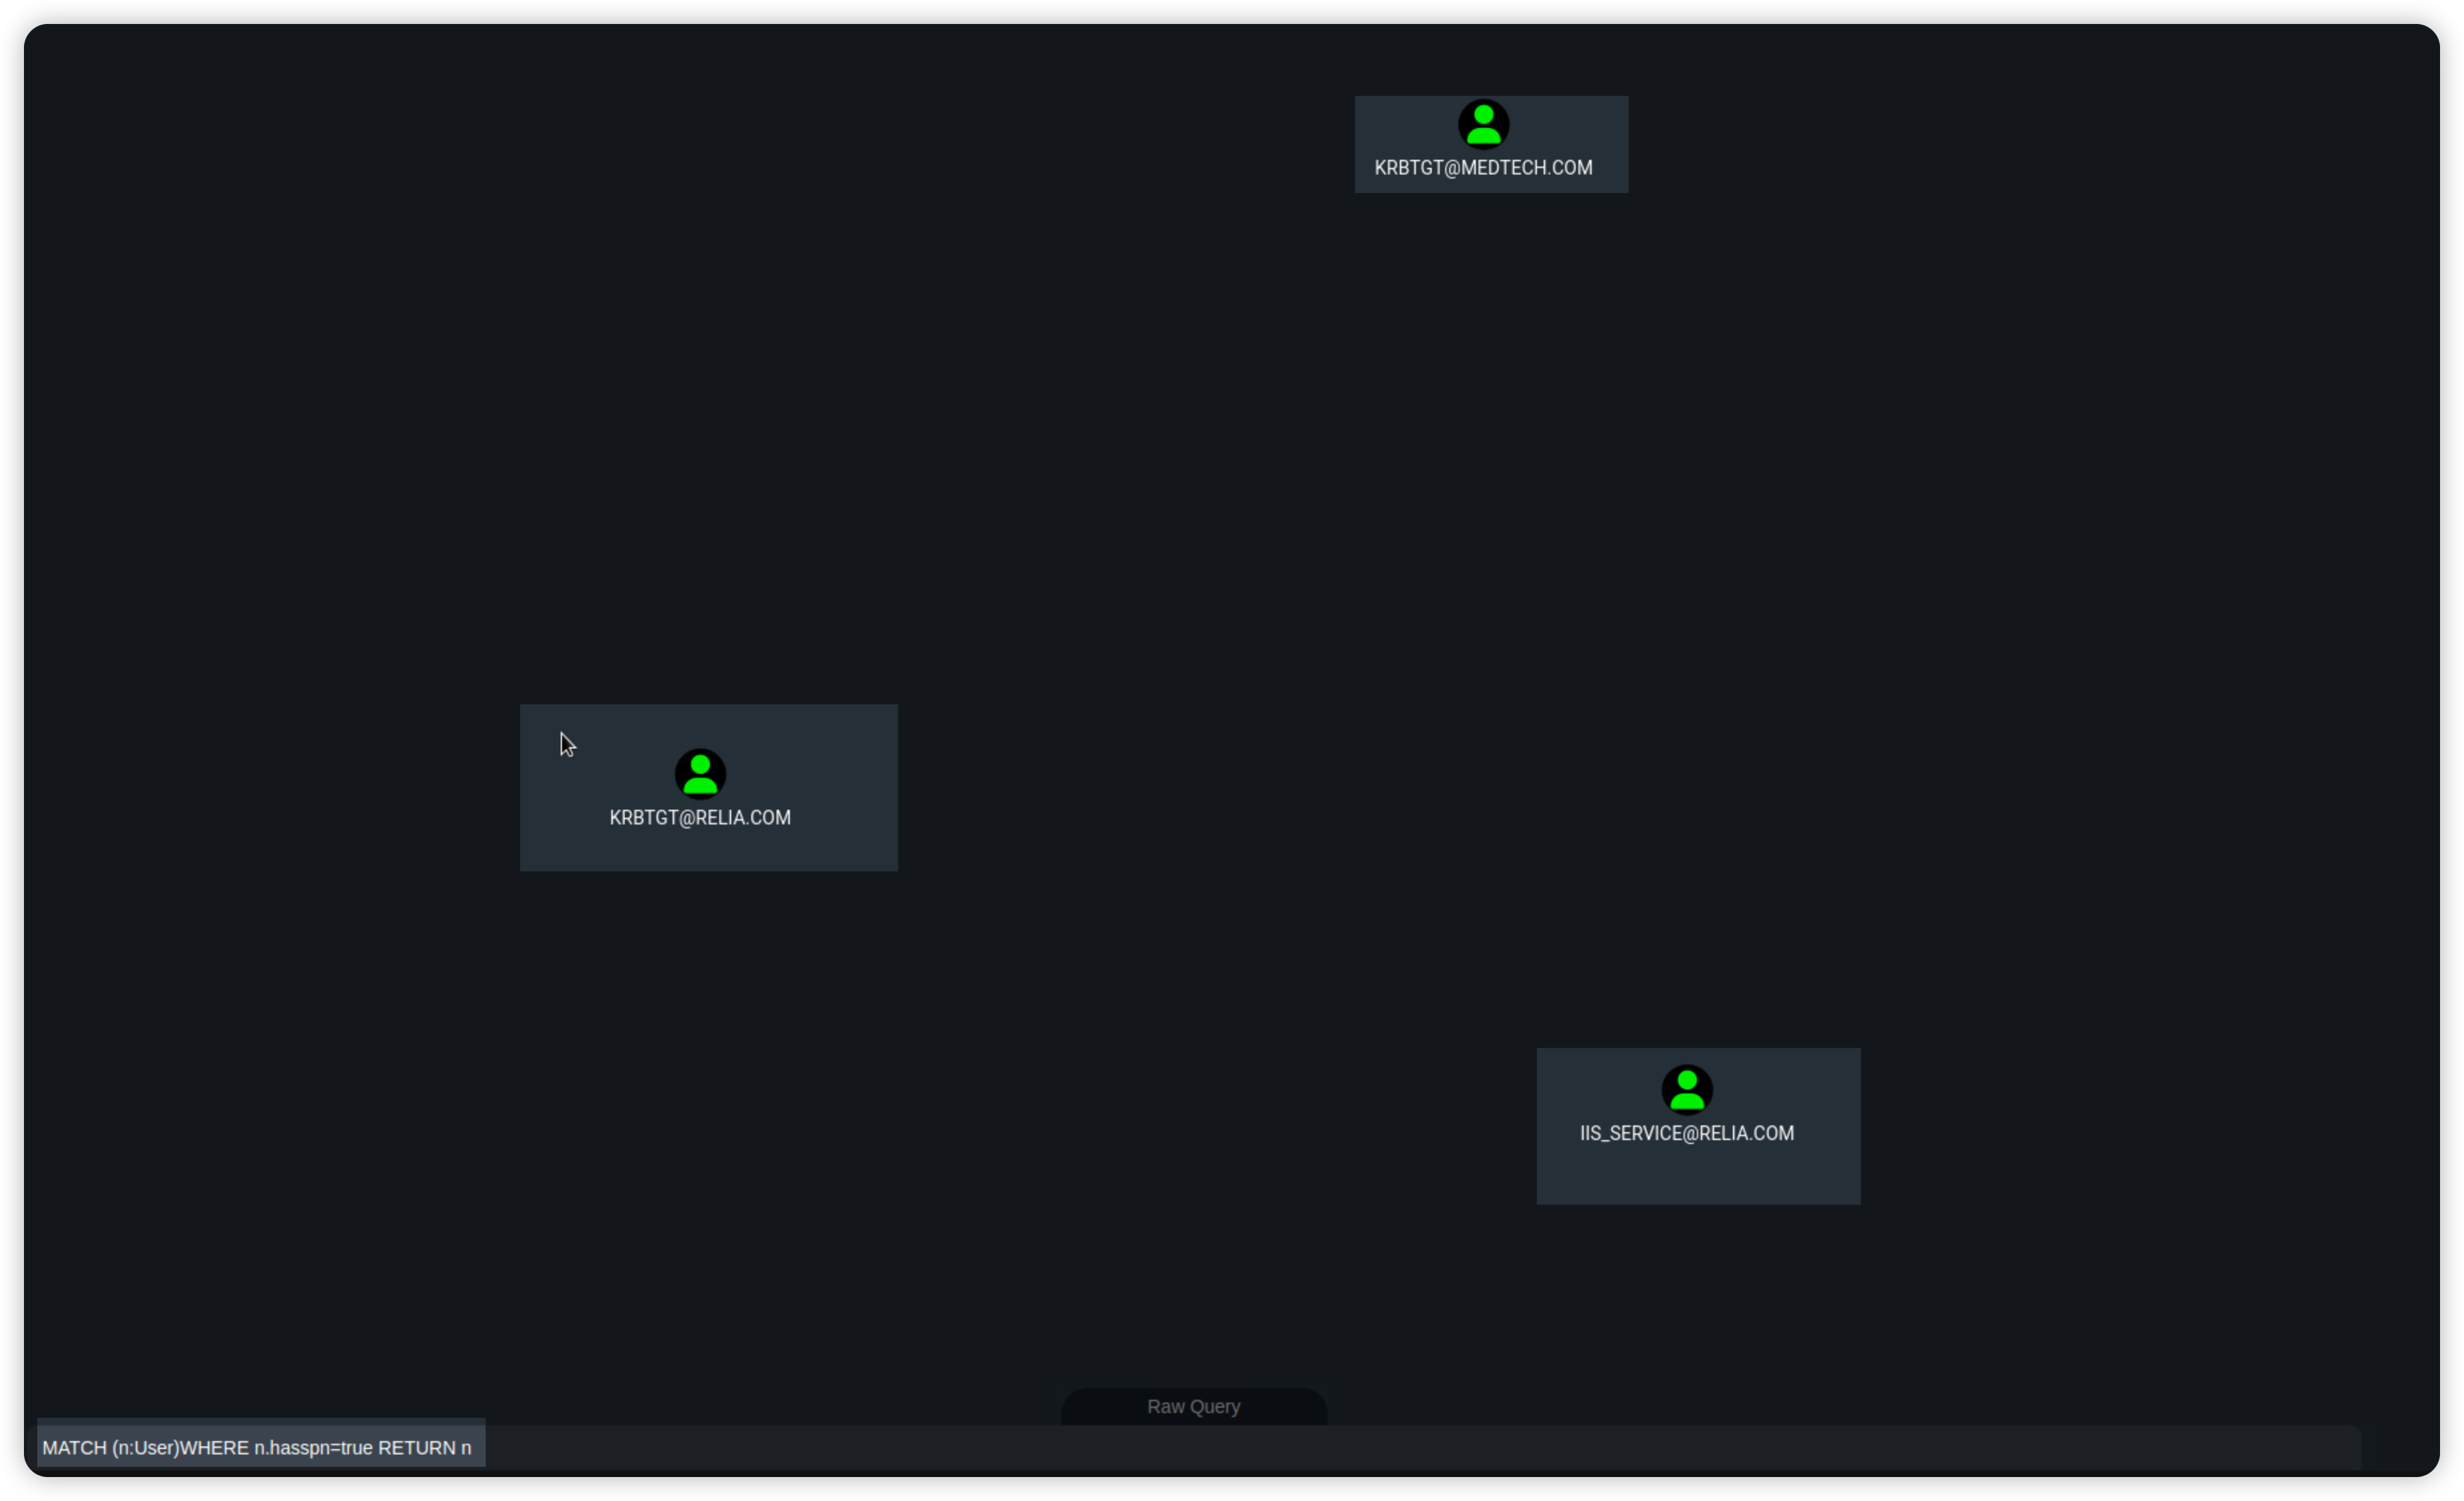 KRBTGT@MEDTECH.COM
KRBTGT@RELIA.COM
IIS_SERVICE@RELIA.COM
Raw Query
MATCH (n:User)WHERE n.hasspn=true RETURN n